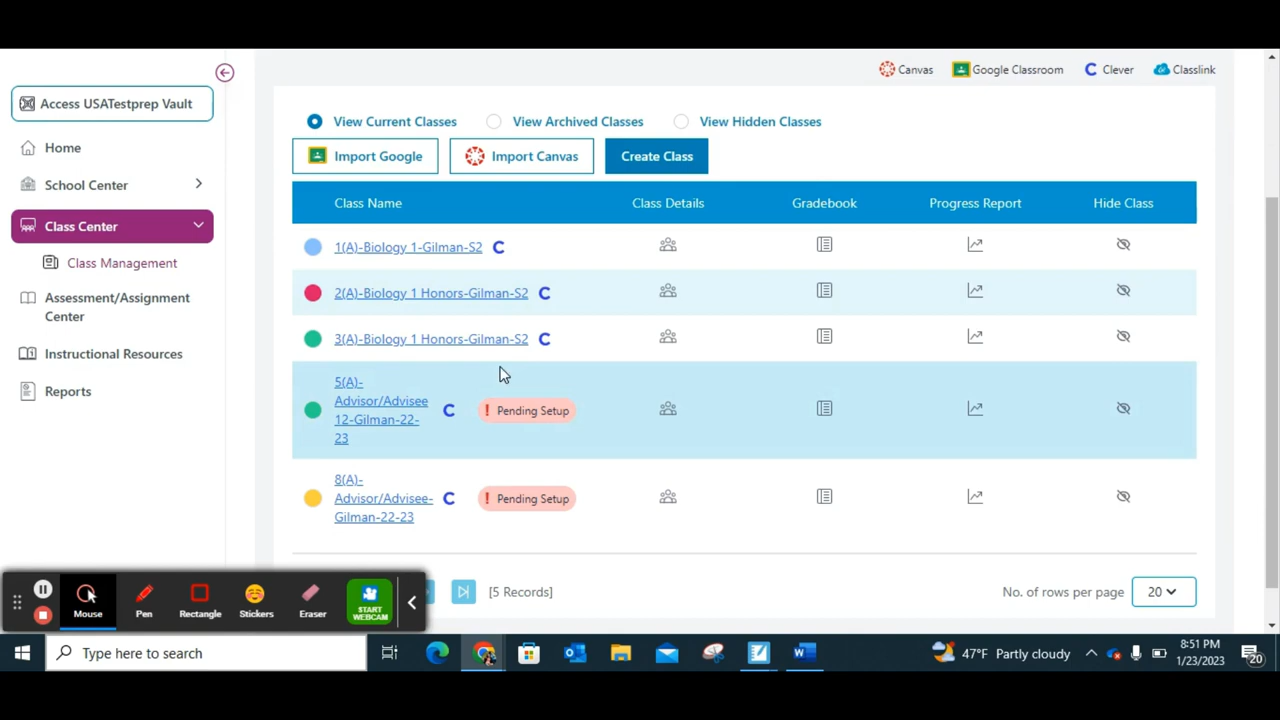 Canvas Google Classroom Clever Classlink
Access USATestprep Vault
Home
School Center
Class Center
Class Management
Assessment/Assignment
Center
Instructional Resources
Reports
View Current Classes View Archived Classes View Hidden Classes
Import Google Import Canvas Create Class
Class Name Class Details Gradebook Progress Report Hide Class
1(A)-Biology 1-Gilman-S2 C
2(A)-Biology 1 Honors-Gilman-S2 C
3(A)-Biology 1 Honors-Gilman-S2 C
5(A)-
Advisor/Advisee
12-Gilman-22-
23
C ! Pending Setup
8(A)-
Advisor/Advisee-
Gilman-22-23
C ! Pending Setup
[5 Records] No. of rows per page 20
Mouse Pen Rectangle Stickers Eraser START
WEBCAM
Type here to search
47°F Partly cloudy
8:51 PM
1/23/2023
20